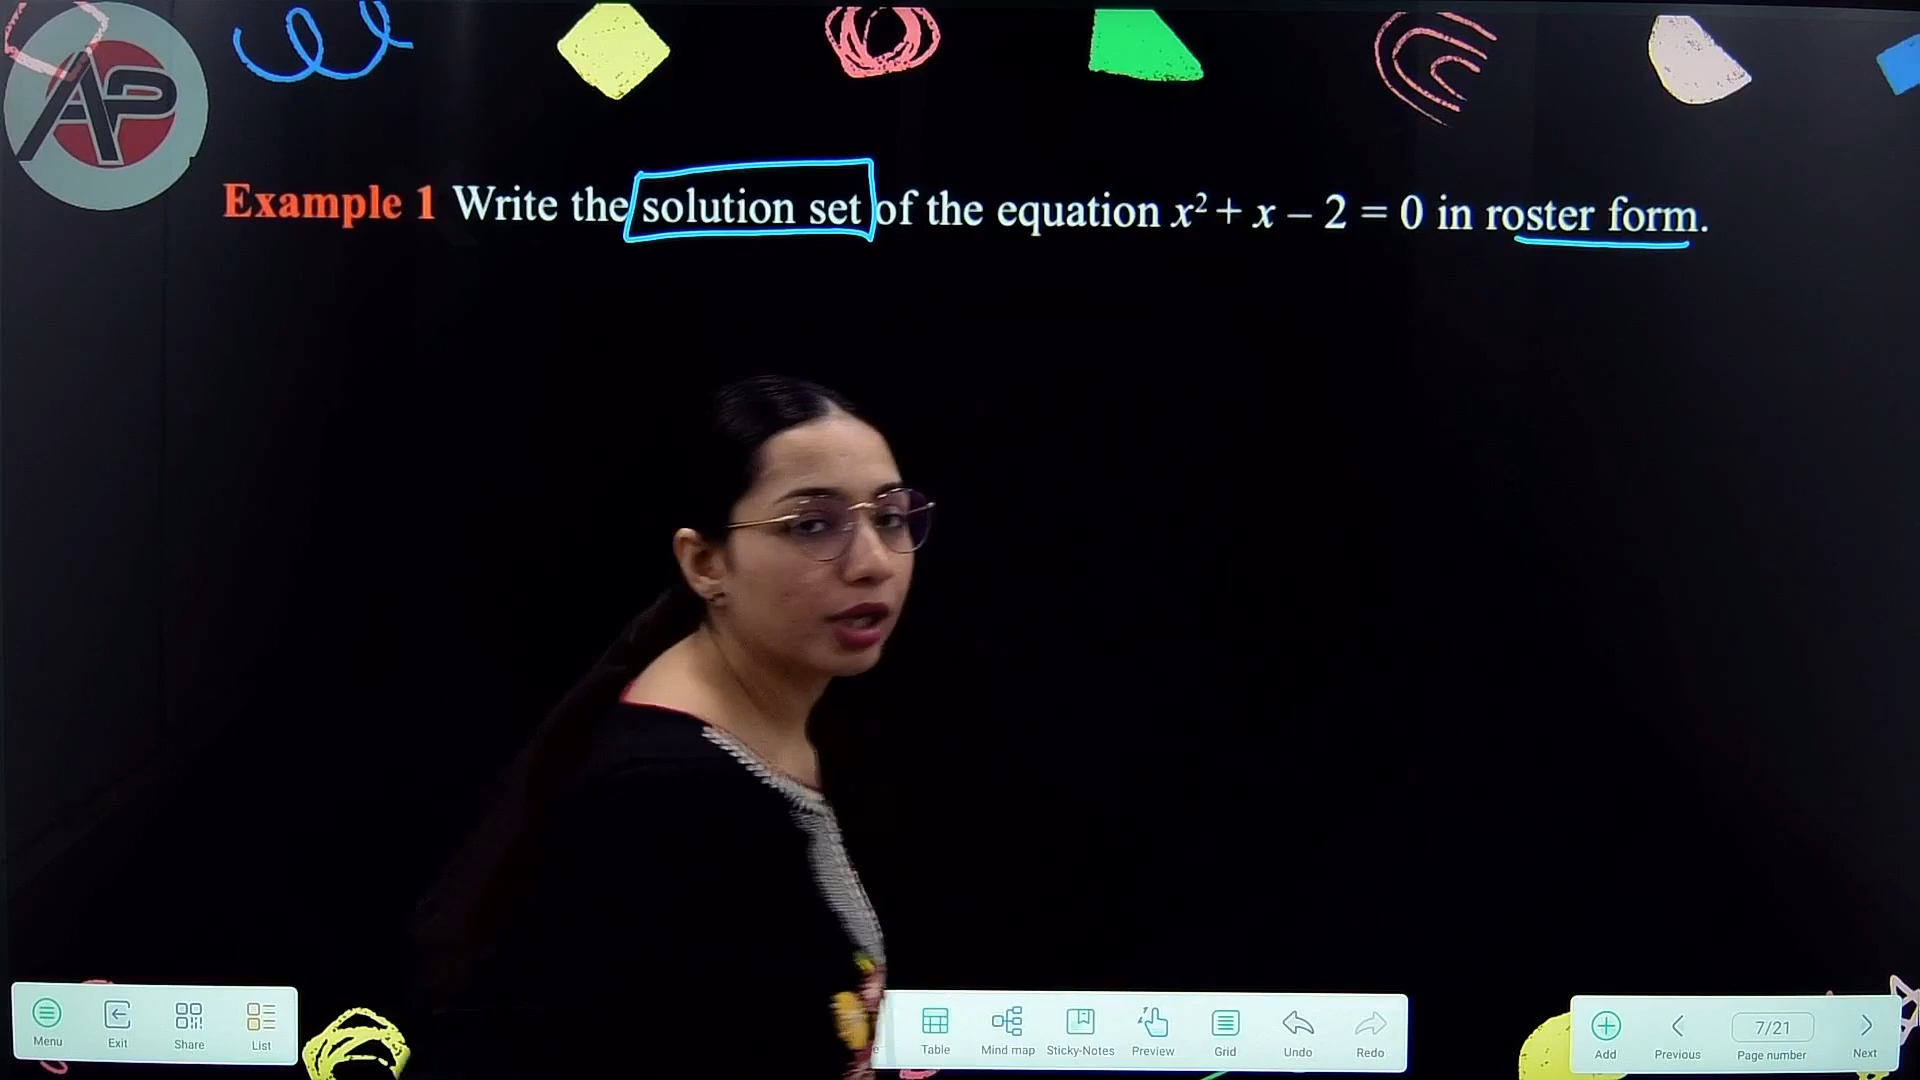 AP
Example 1 Write the solution set of the equation x² + x – 2 = 0 in roster form.
Menu Exit Share List
Table Mind map Sticky-Notes Preview Grid Undo Redo
Add Previous 7/21 Page number Next